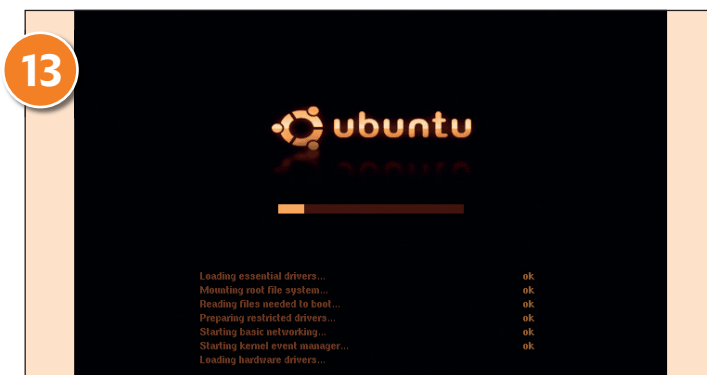 13
ubuntu
Loading essential drivers... ok
Mounting root file system... ok
Reading files needed to boot... ok
Preparing restricted drivers... ok
Starting basic networking... ok
Starting kernel event manager... ok
Loading hardware drivers...